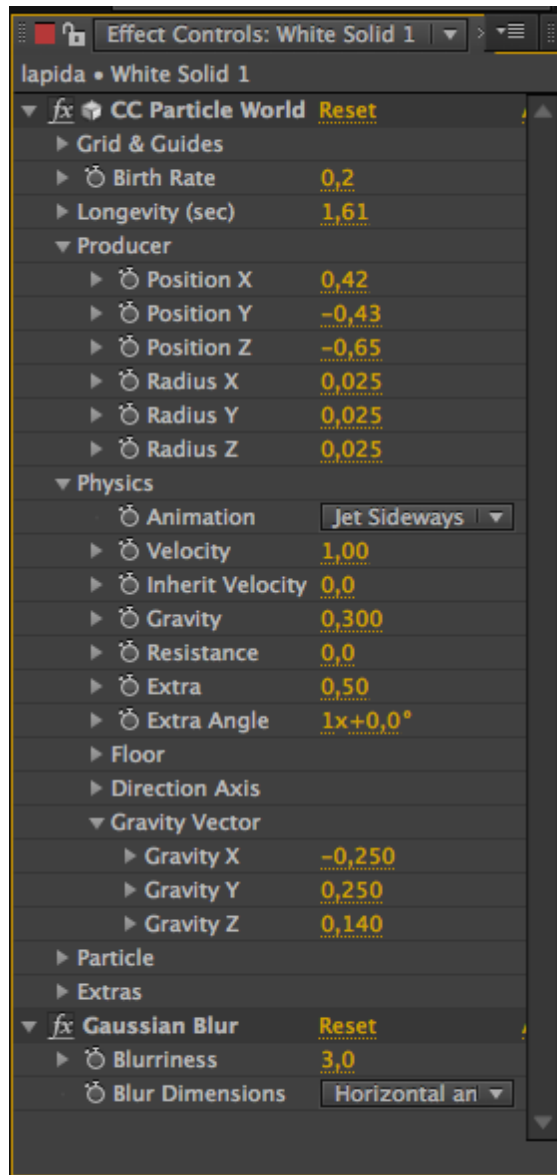 Effect Controls: White Solid 1
lapida • White Solid 1
fx CC Particle World Reset
Grid & Guides
Birth Rate 0,2
Longevity (sec) 1,61
Producer
Position X 0,42
Position Y -0,43
Position Z -0,65
Radius X 0,025
Radius Y 0,025
Radius Z 0,025
Physics
Animation Jet Sideways
Velocity 1,00
Inherit Velocity 0,0
Gravity 0,300
Resistance 0,0
Extra 0,50
Extra Angle 1x+0,0°
Floor
Direction Axis
Gravity Vector
Gravity X -0,250
Gravity Y 0,250
Gravity Z 0,140
Particle
Extras
fx Gaussian Blur Reset
Blurriness 3,0
Blur Dimensions Horizontal an